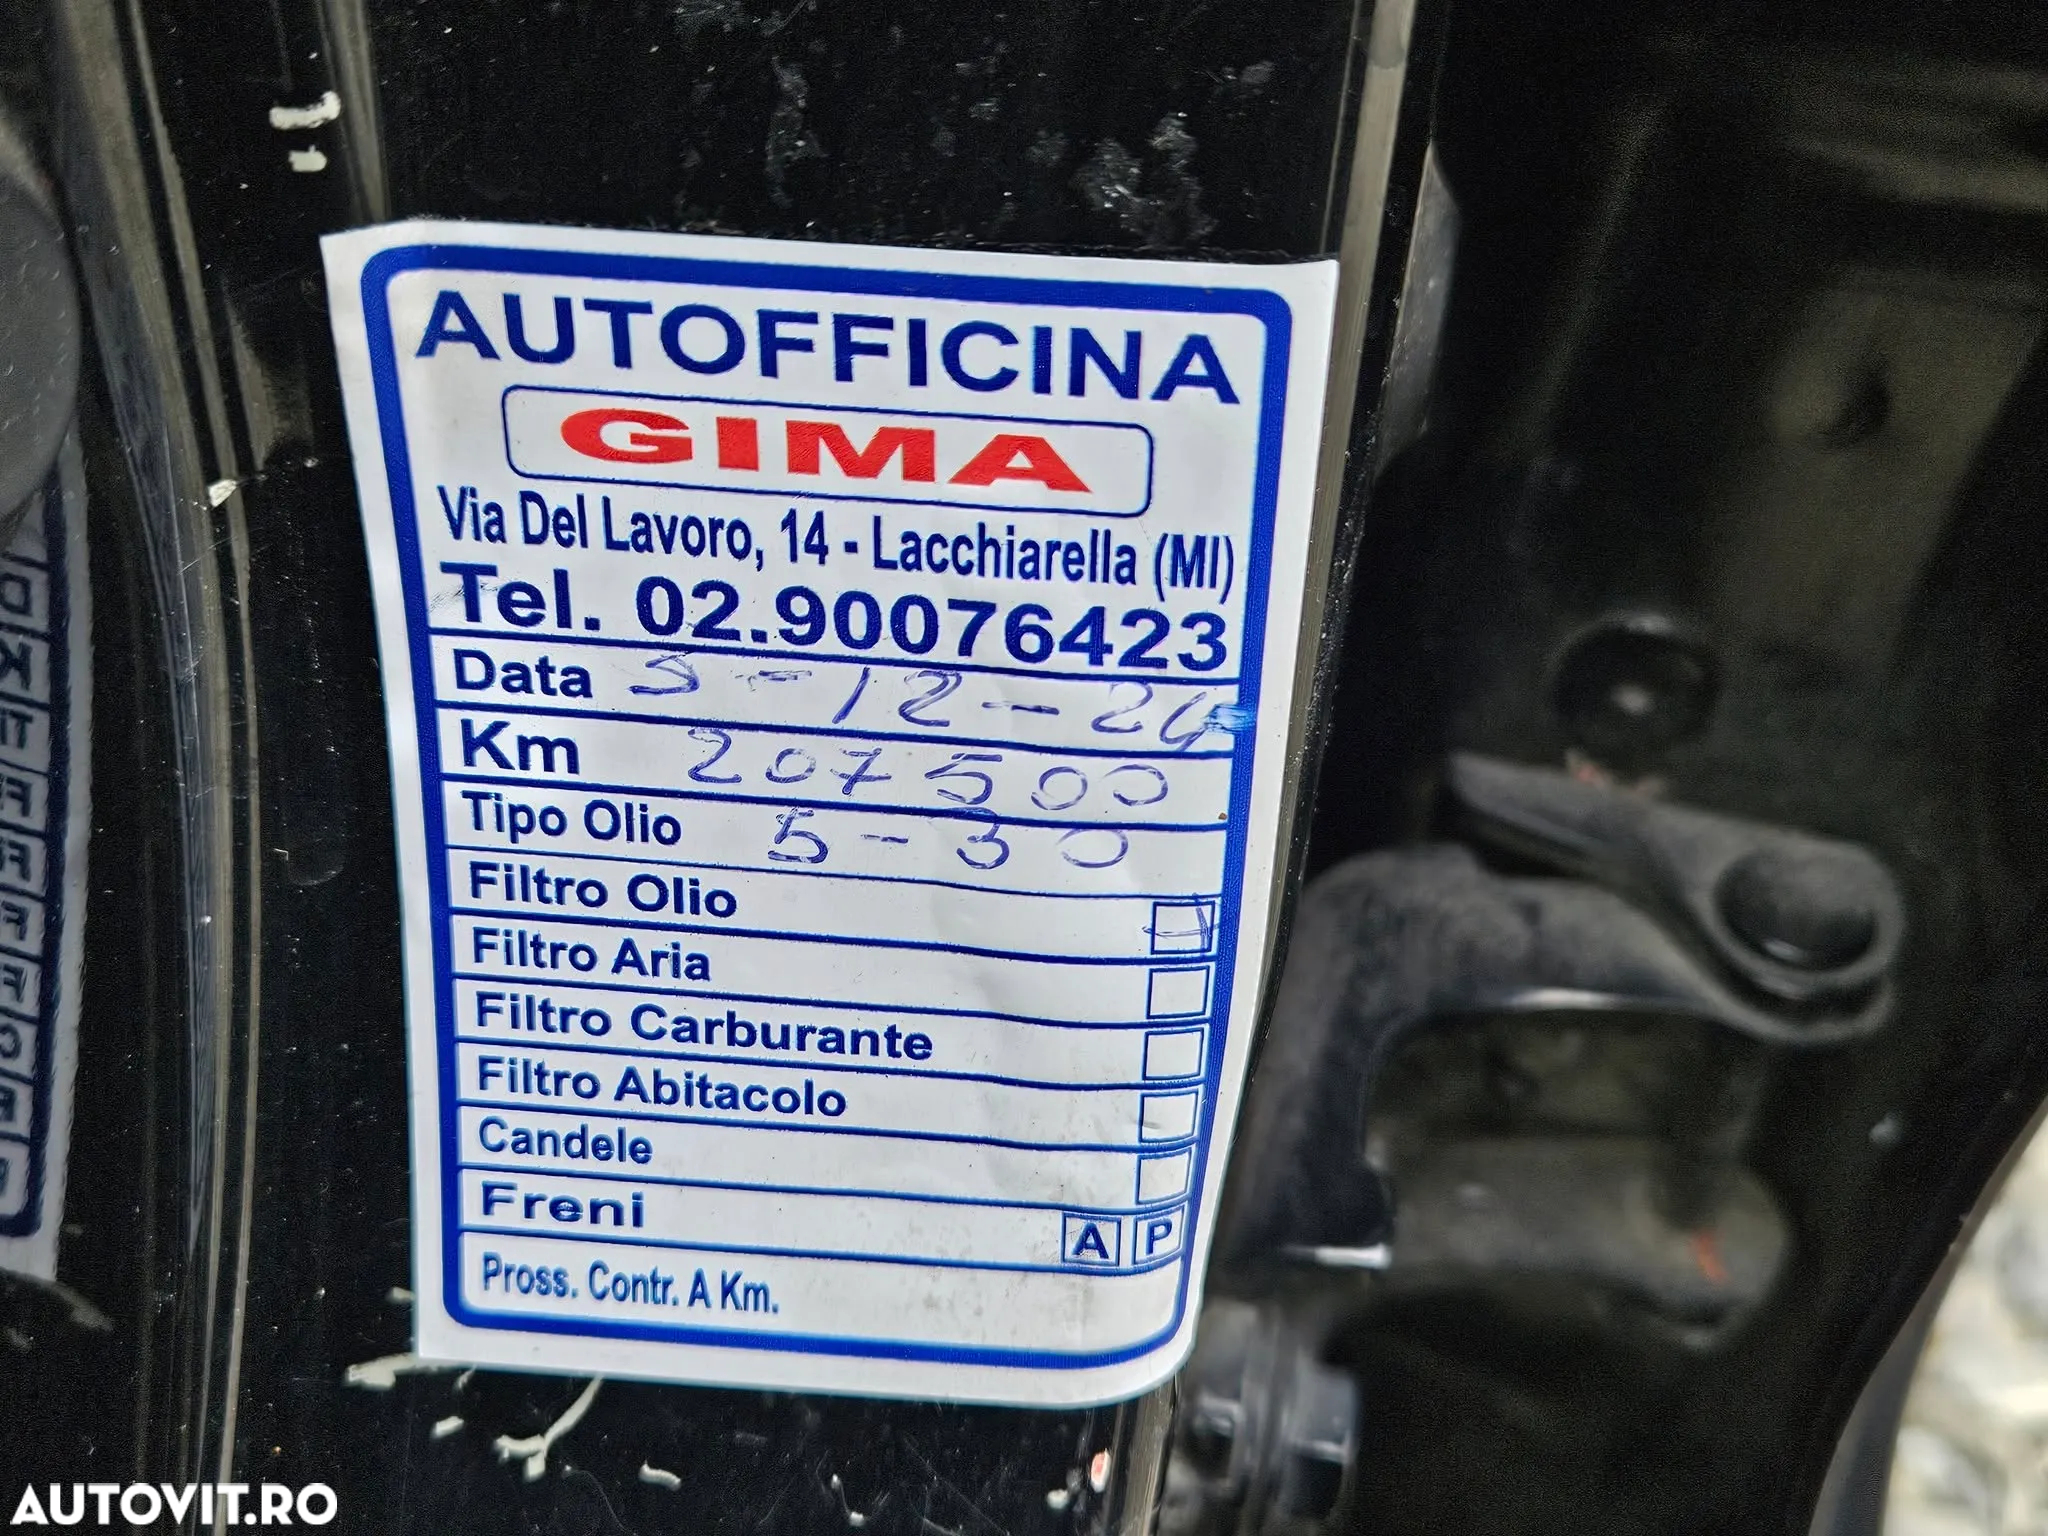 AUTOFFICINA
GIMA
Via Del Lavoro, 14 - Lacchiarella (MI)
Tel. 02.90076423
Data 5-12-24
Km 207500
Tipo Olio 5-30
Filtro Olio
Filtro Aria
Filtro Carburante
Filtro Abitacolo
Candele
Freni A P
Pross. Contr. A Km.
AUTOVIT.RO